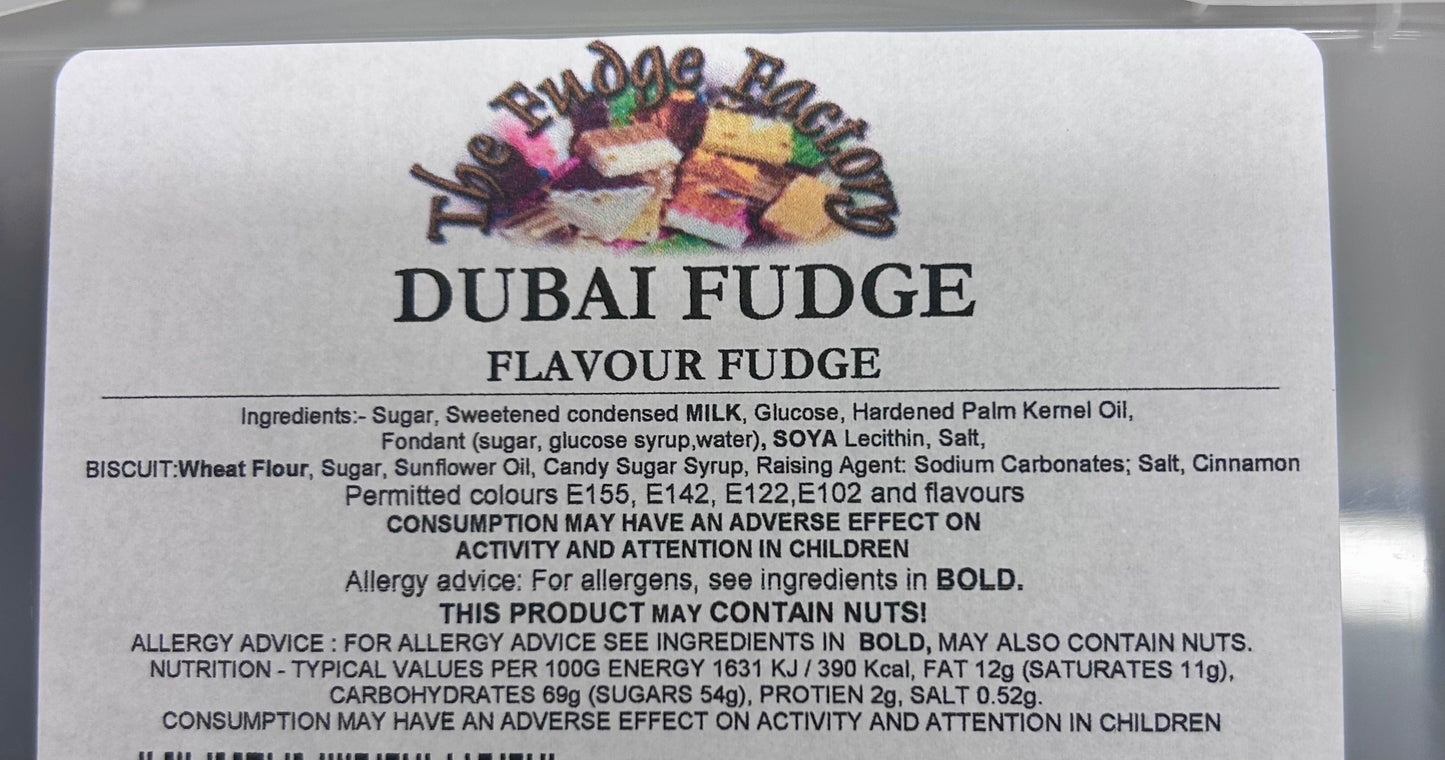 The Fudge Factory
DUBAI FUDGE
FLAVOUR FUDGE
Ingredients:- Sugar, Sweetened condensed MILK, Glucose, Hardened Palm Kernel Oil,
Fondant (sugar, glucose syrup,water), SOYA Lecithin, Salt,
BISCUIT:Wheat Flour, Sugar, Sunflower Oil, Candy Sugar Syrup, Raising Agent: Sodium Carbonates; Salt, Cinnamon
Permitted colours E155, E142, E122,E102 and flavours
CONSUMPTION MAY HAVE AN ADVERSE EFFECT ON
ACTIVITY AND ATTENTION IN CHILDREN
Allergy advice: For allergens, see ingredients in BOLD.
THIS PRODUCT MAY CONTAIN NUTS!
ALLERGY ADVICE : FOR ALLERGY ADVICE SEE INGREDIENTS IN BOLD, MAY ALSO CONTAIN NUTS.
NUTRITION - TYPICAL VALUES PER 100G ENERGY 1631 KJ / 390 Kcal, FAT 12g (SATURATES 11g),
CARBOHYDRATES 69g (SUGARS 54g), PROTIEN 2g, SALT 0.52g.
CONSUMPTION MAY HAVE AN ADVERSE EFFECT ON ACTIVITY AND ATTENTION IN CHILDREN